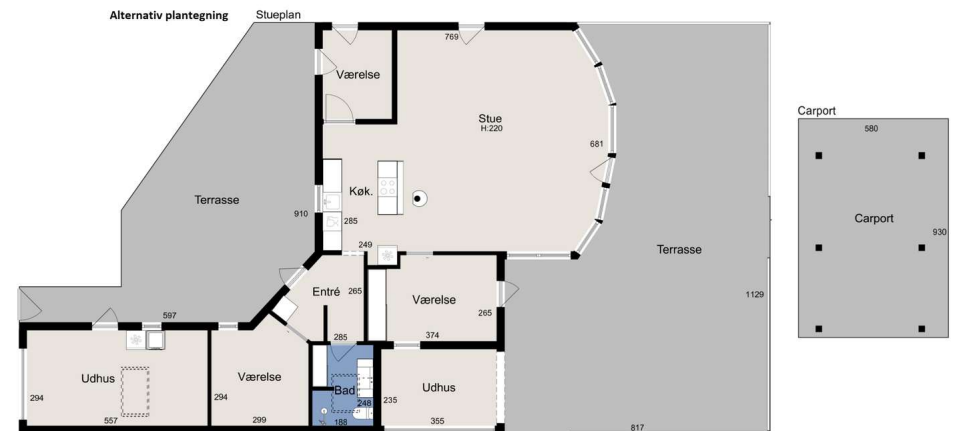 Alternativ plantegning
Stueplan
769
Værelse
Stue
H:220
681
Køk.
285
249
Terrasse
910
597
Entré
265
285
Værelse
265
374
Terrasse
1129
817
Udhus
294
557
Værelse
294
299
Bad
248
188
Udhus
235
355
Carport
580
Carport
930